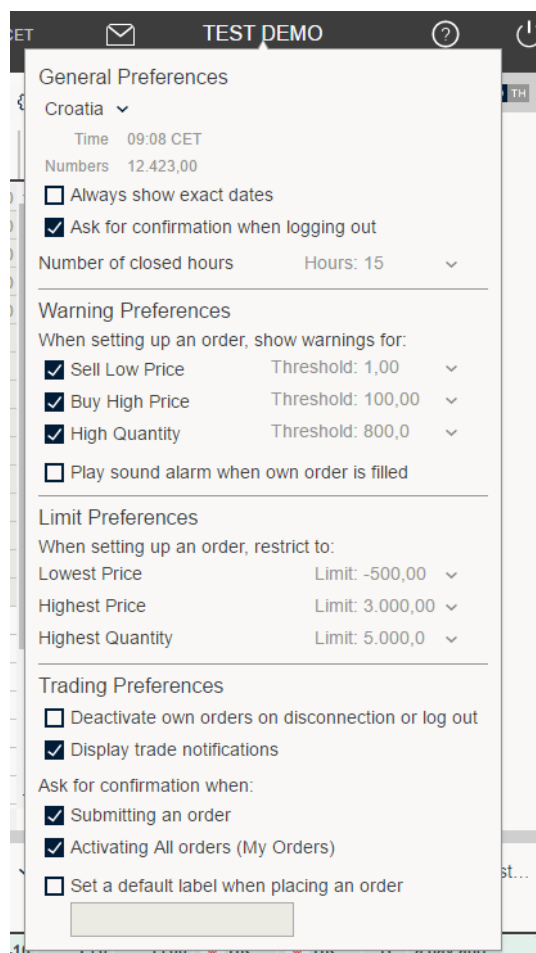 CET TEST DEMO ?
{ TH
General Preferences
Croatia
Time 09:08 CET
Numbers 12.423,00
Always show exact dates
Ask for confirmation when logging out
Number of closed hours Hours: 15
Warning Preferences
When setting up an order, show warnings for:
Sell Low Price Threshold: 1,00
Buy High Price Threshold: 100,00
High Quantity Threshold: 800,0
Play sound alarm when own order is filled
Limit Preferences
When setting up an order, restrict to:
Lowest Price Limit: -500,00
Highest Price Limit: 3.000,00
Highest Quantity Limit: 5.000,0
Trading Preferences
Deactivate own orders on disconnection or log out
Display trade notifications
Ask for confirmation when:
Submitting an order
Activating All orders (My Orders)
Set a default label when placing an order
st...